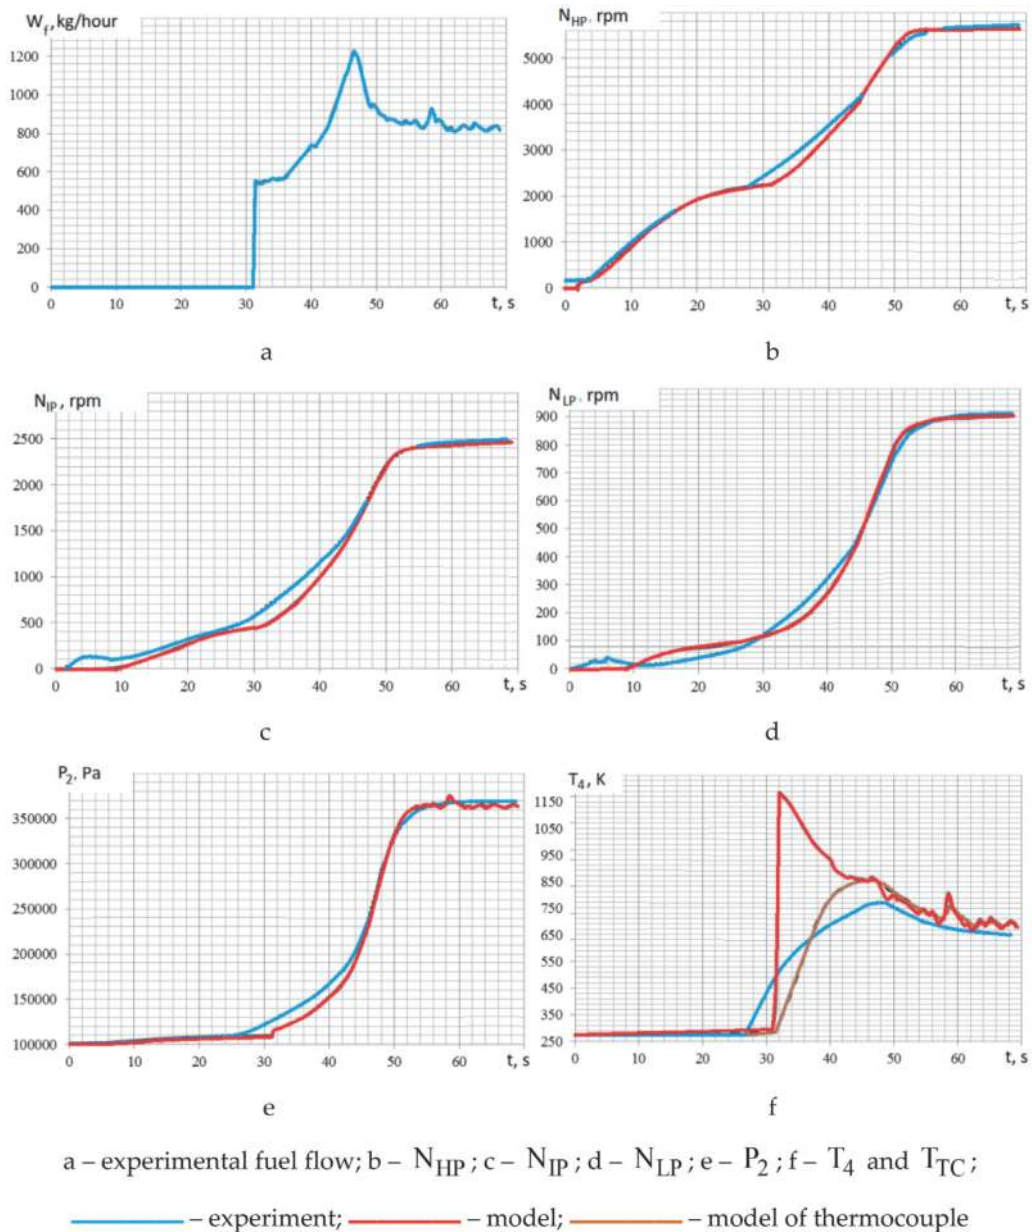 W_f, kg/hour
1200
1000
800
600
400
200
0
0 10 20 30 40 50 60 t, s
a
N_HP. rpm
5000
4000
3000
2000
1000
0
0 10 20 30 40 50 60 t, s
b
N_IP, rpm
2500
2000
1500
1000
500
0
0 10 20 30 40 50 60 t, s
c
N_LP. rpm
900
800
700
600
500
400
300
200
100
0
0 10 20 30 40 50 60 t, s
d
P_2. Pa
350000
300000
250000
200000
150000
100000
0 10 20 30 40 50 60 t, s
e
T_4, K
1150
1050
950
850
750
650
550
450
350
250
0 10 20 30 40 50 60 t, s
f
a – experimental fuel flow; b – N_HP; c – N_IP; d – N_LP; e – P_2; f – T_4 and T_TC;
– experiment; – model; – model of thermocouple